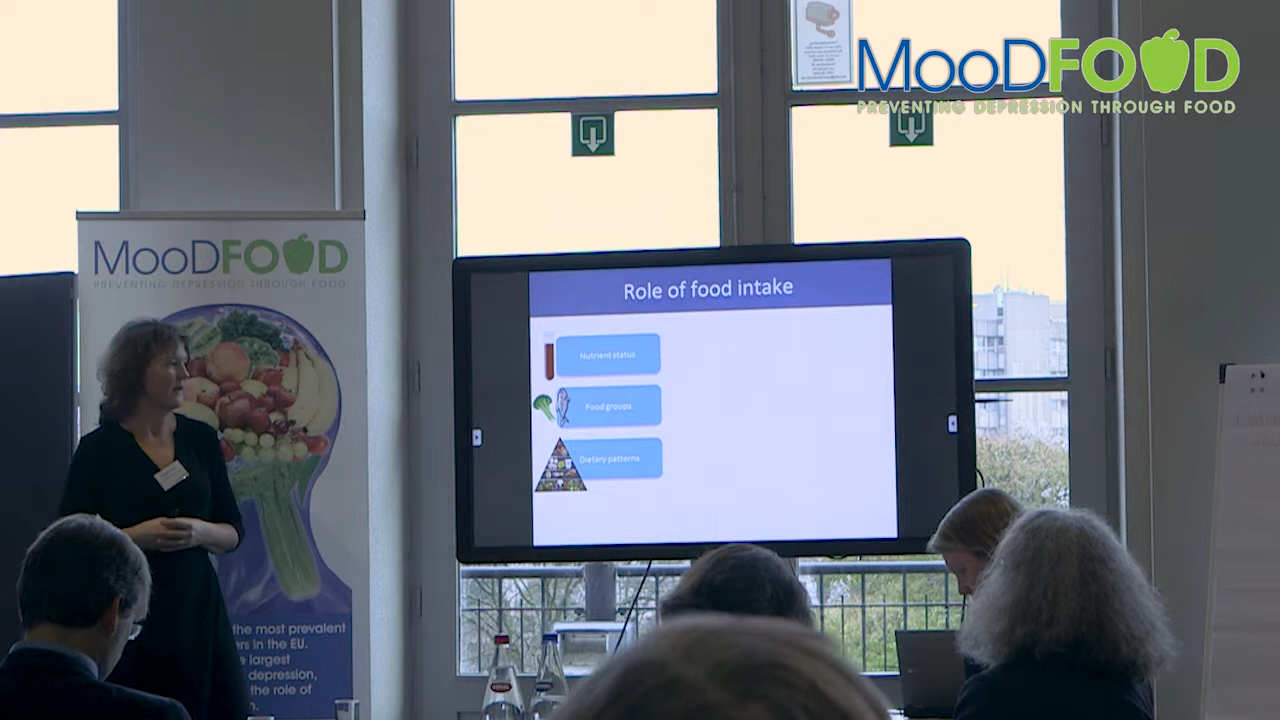 MooDFOOD
PREVENTING DEPRESSION THROUGH FOOD
MooDFOOD
PREVENTING DEPRESSION THROUGH FOOD
Role of food intake
Nutrient status
Food groups
Dietary patterns
the most prevalent
rs in the EU.
largest
depression,
the role of